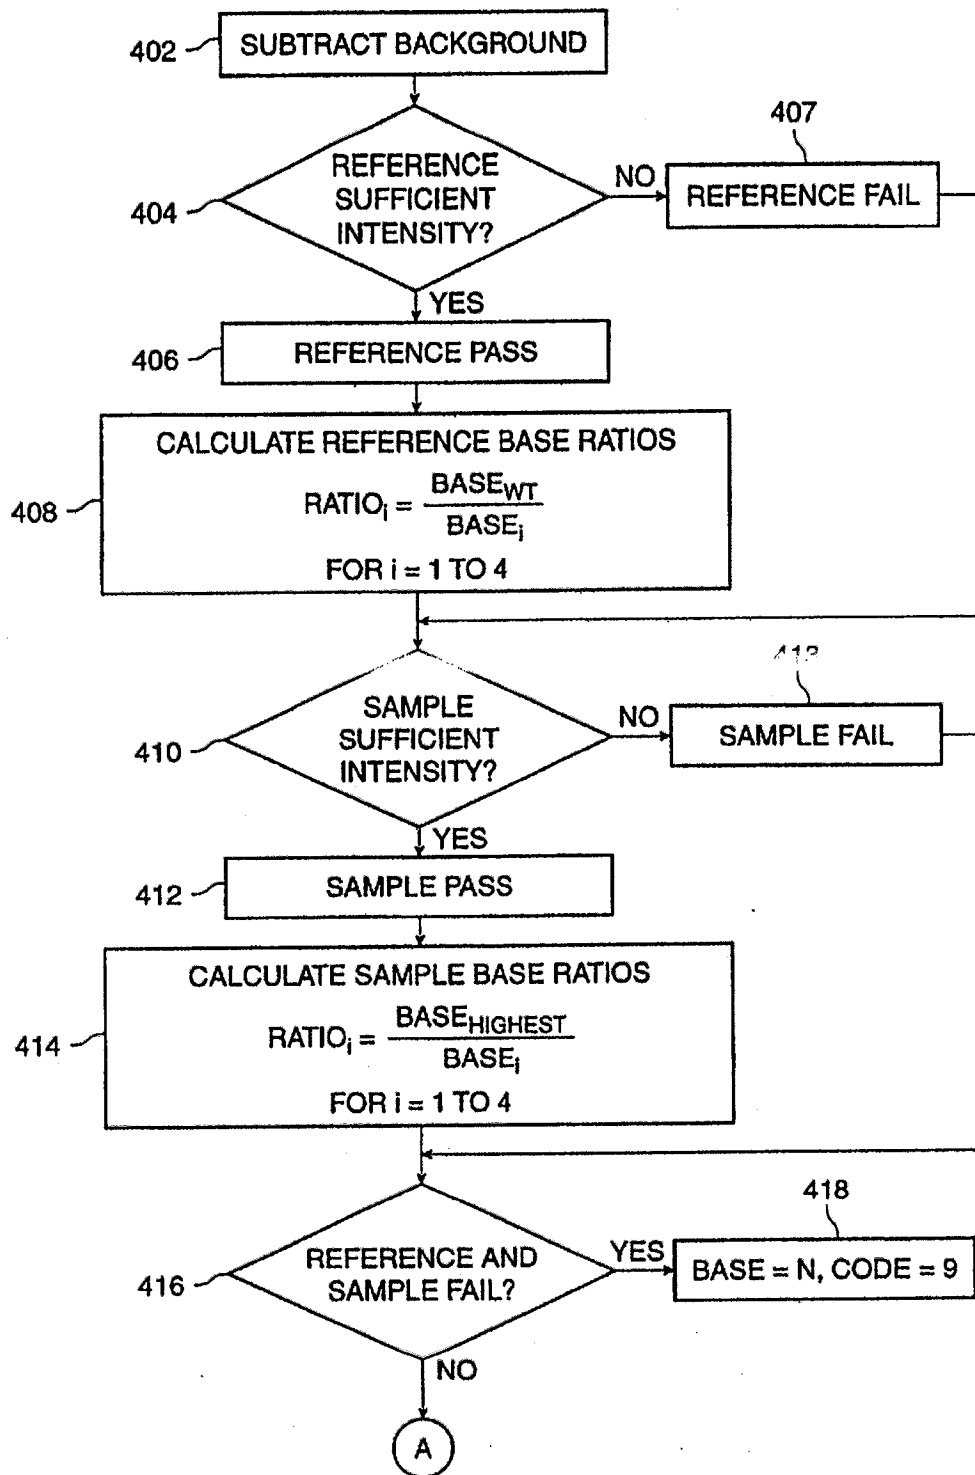 402
SUBTRACT BACKGROUND
407
404
REFERENCE
SUFFICIENT
INTENSITY?
NO
REFERENCE FAIL
YES
406
REFERENCE PASS
CALCULATE REFERENCE BASE RATIOS
408
RATIOi = BASEWT / BASEi
FOR i = 1 TO 4
410
SAMPLE
SUFFICIENT
INTENSITY?
NO
SAMPLE FAIL
YES
412
SAMPLE PASS
CALCULATE SAMPLE BASE RATIOS
414
RATIOi = BASEHIGHEST / BASEi
FOR i = 1 TO 4
418
416
REFERENCE AND
SAMPLE FAIL?
YES
BASE = N, CODE = 9
NO
A